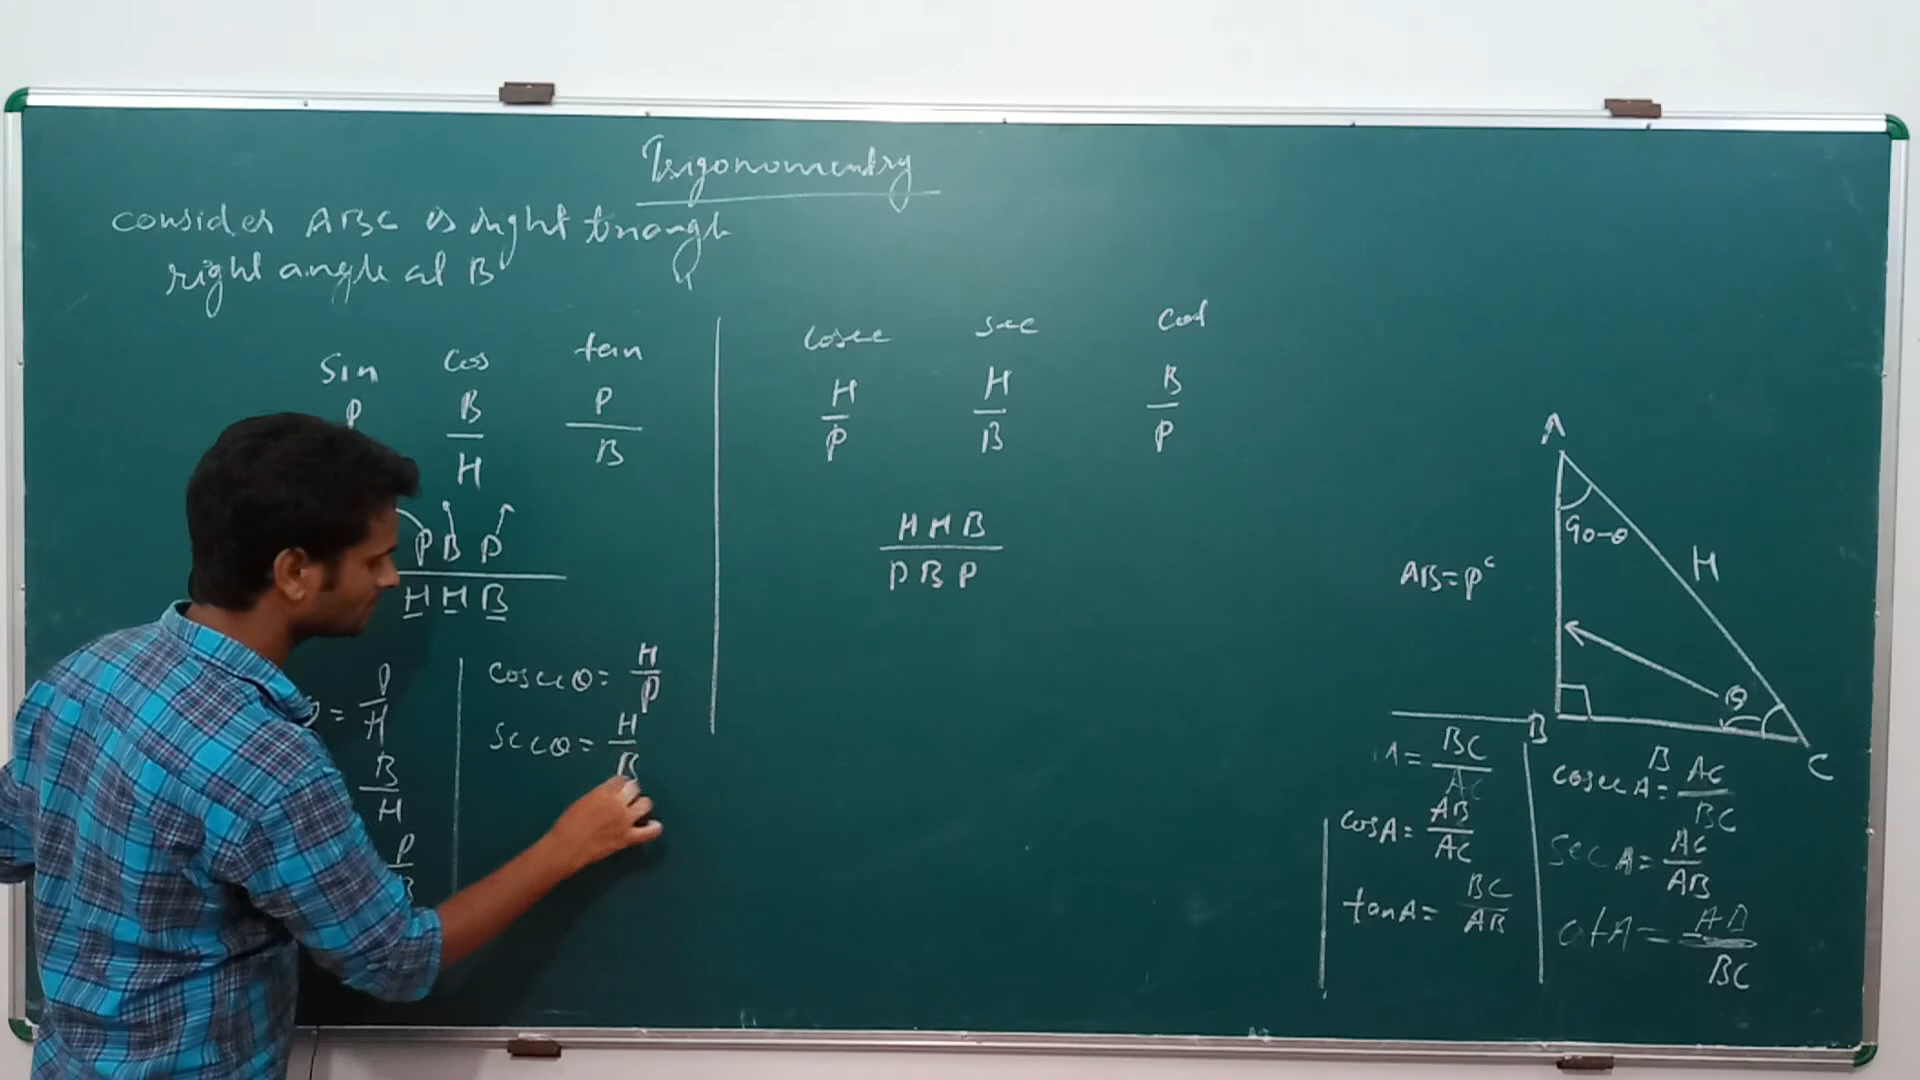 Trigonomentry
consider ABC is right triangle
right angle at B
Sin cos tan
P B P
H B
cosec sec cot
H H B
P B P
P B P
H H B
H H B
P B P
θ = P/H
B/H
P
cosec θ = H/P
sec θ = H/B
A
90-θ
H
AB = P
θ
B
C
B
A = BC/AC
cos A = AB/AC
tan A = BC/AB
cosec A = AC/BC
sec A = AC/AB
cot A = AB/BC